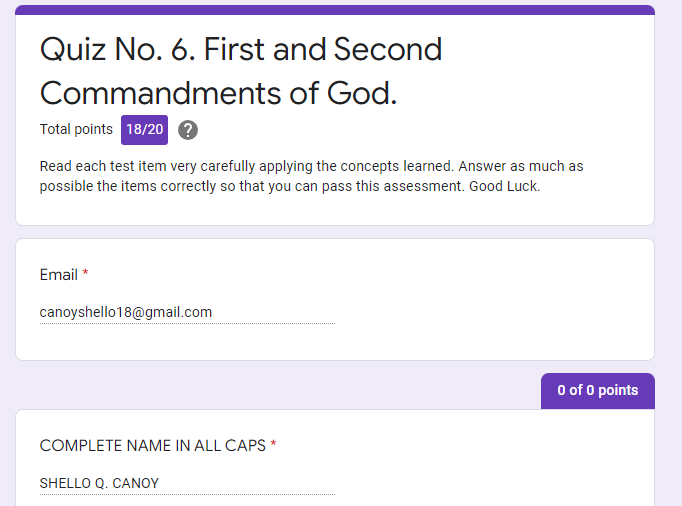 Quiz No. 6. First and Second
Commandments of God.
Total points 18/20 ?
Read each test item very carefully applying the concepts learned. Answer as much as
possible the items correctly so that you can pass this assessment. Good Luck.
Email *
canoyshello18@gmail.com
0 of 0 points
COMPLETE NAME IN ALL CAPS *
SHELLO Q. CANOY